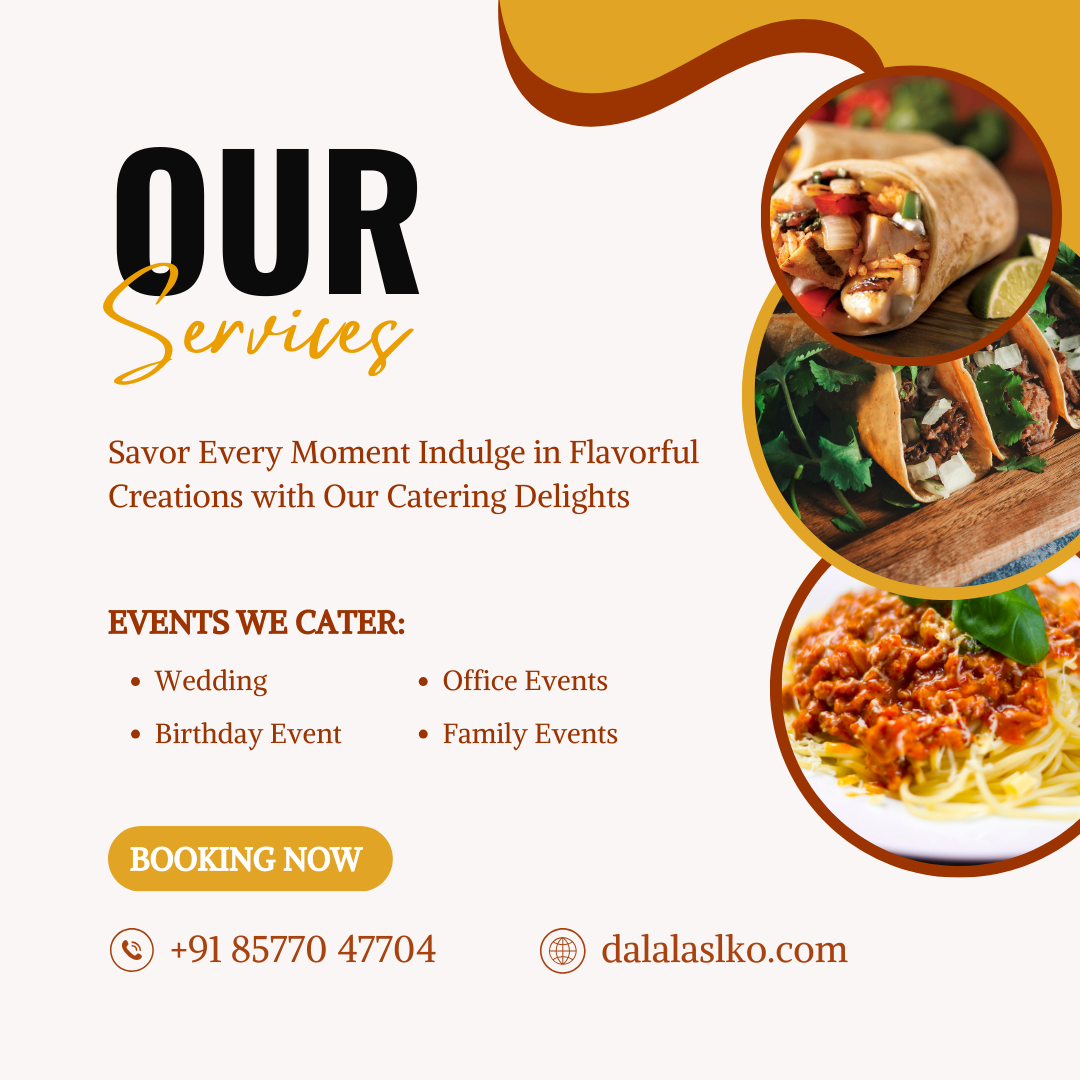 OUR
Services
Savor Every Moment Indulge in Flavorful
Creations with Our Catering Delights
EVENTS WE CATER:
• Wedding
• Birthday Event
• Office Events
• Family Events
BOOKING NOW
+91 85770 47704
dalalaslko.com